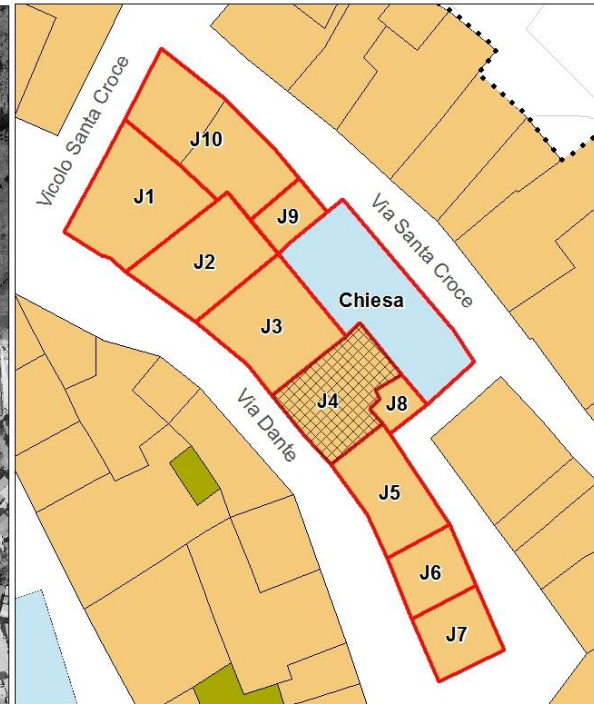 Vicolo Santa Croce
J10
J1
J9
Via Santa Croce
J2
Chiesa
J3
Via Dante
J4
J8
J5
J6
J7